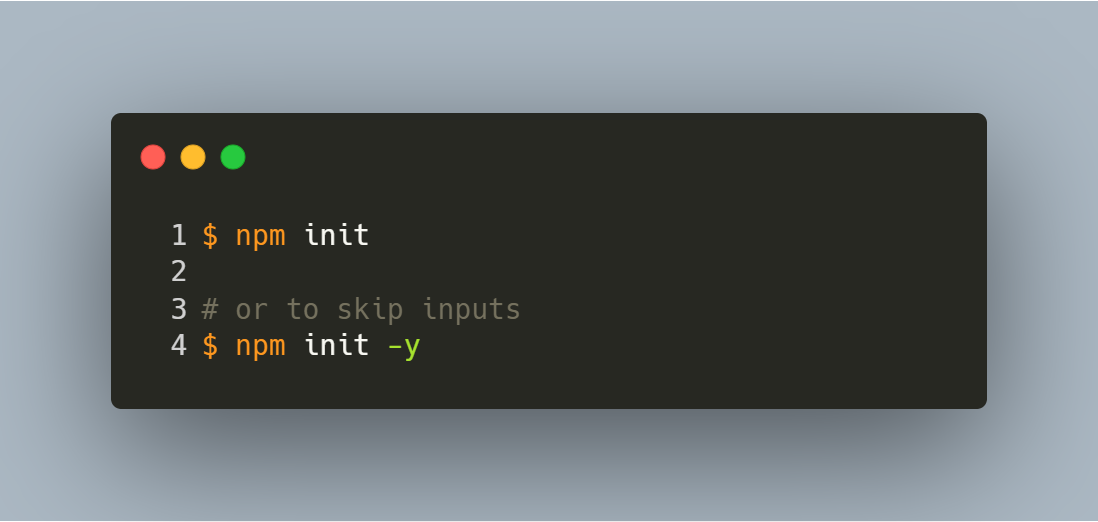 1 $ npm init
2
3 # or to skip inputs
4 $ npm init -y